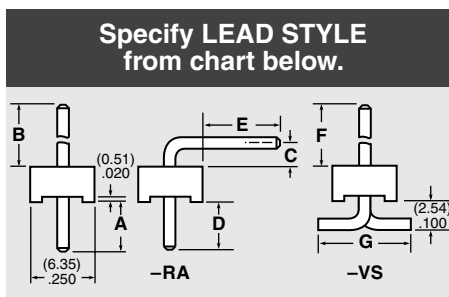 Specify LEAD STYLE
from chart below.
B
(0.51)
.020
A
(6.35)
.250
E
C
D
–RA
F
(2.54)
.100
G
–VS